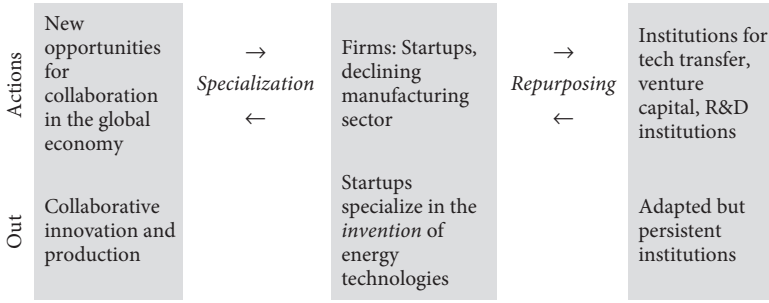 Actions
New
opportunities
for
collaboration
in the global
economy
→
Specialization
←
Firms: Startups,
declining
manufacturing
sector
→
Repurposing
←
Institutions for
tech transfer,
venture
capital, R&D
institutions
Out
Collaborative
innovation and
production
Startups
specialize in the
invention of
energy
technologies
Adapted but
persistent
institutions